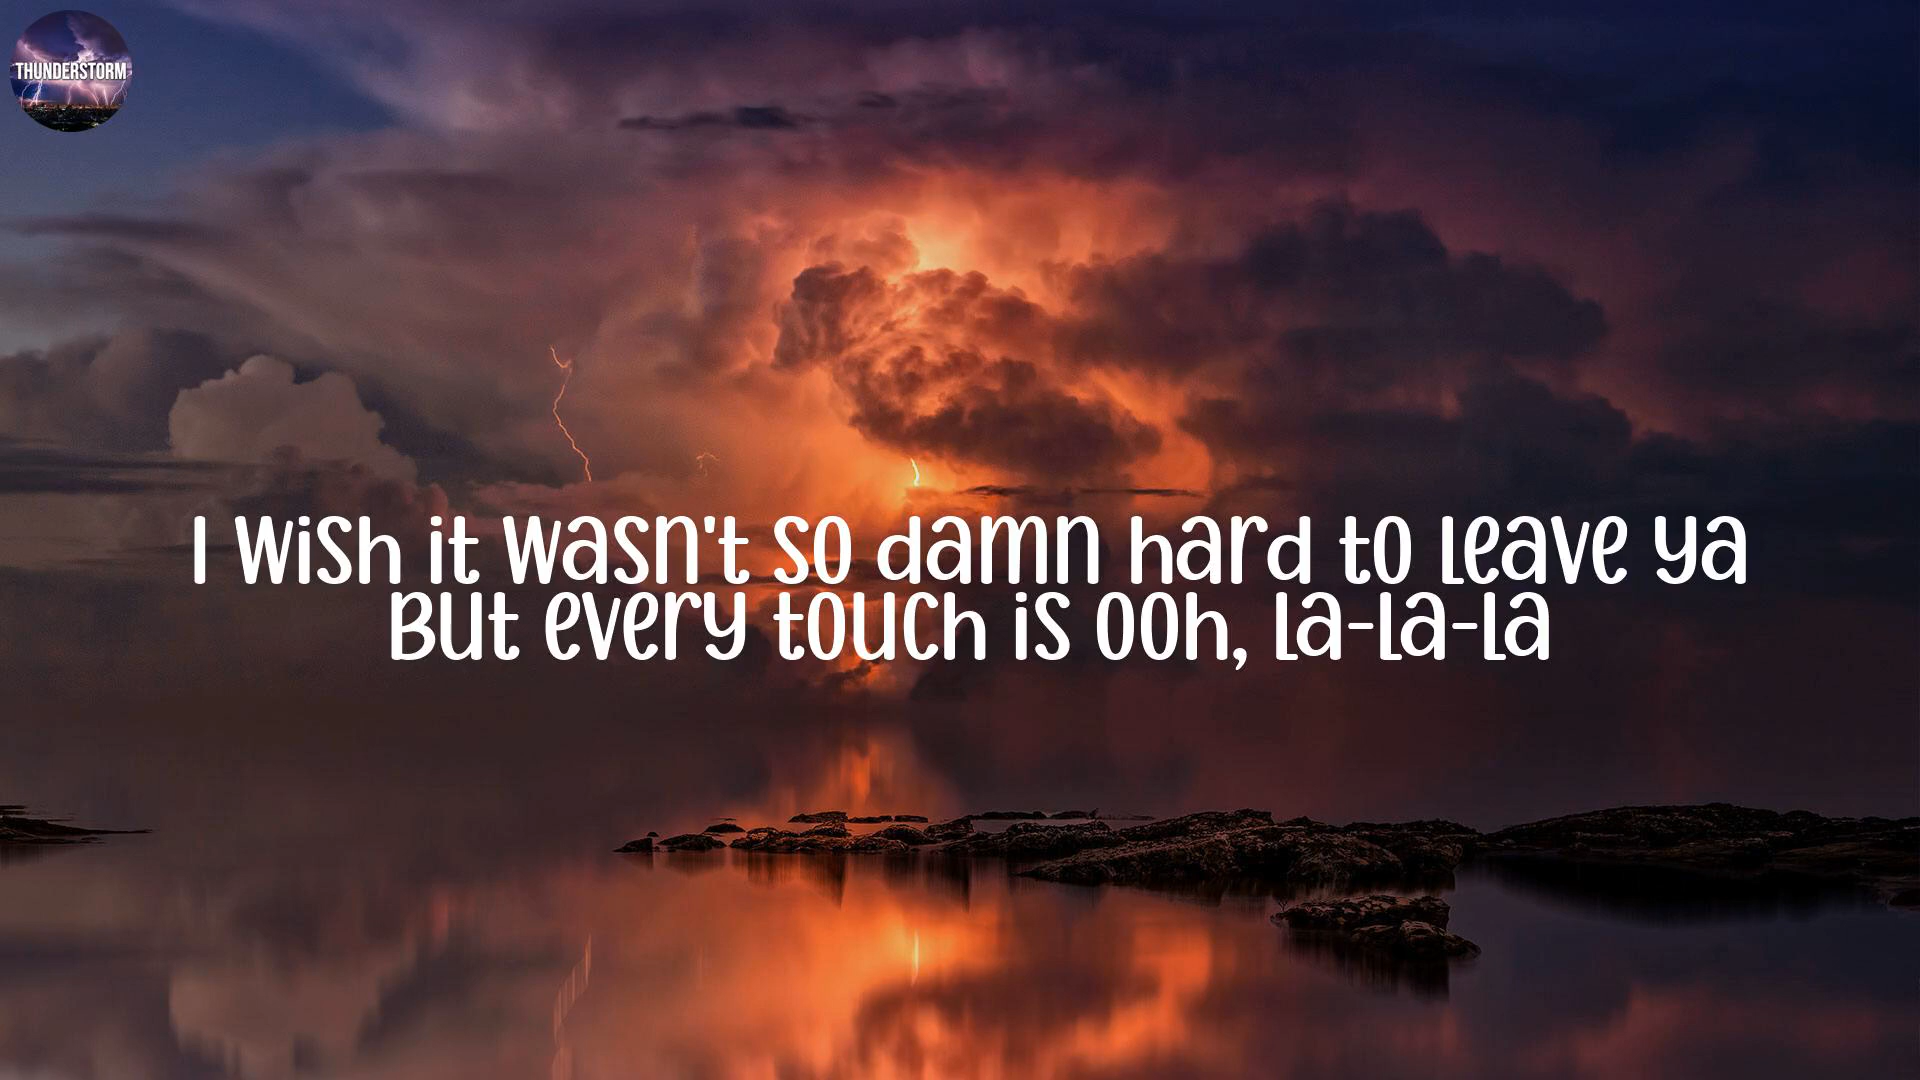 THUNDERSTORM
I wish it wasn't so damn hard to leave ya
But every touch is ooh, la-la-la